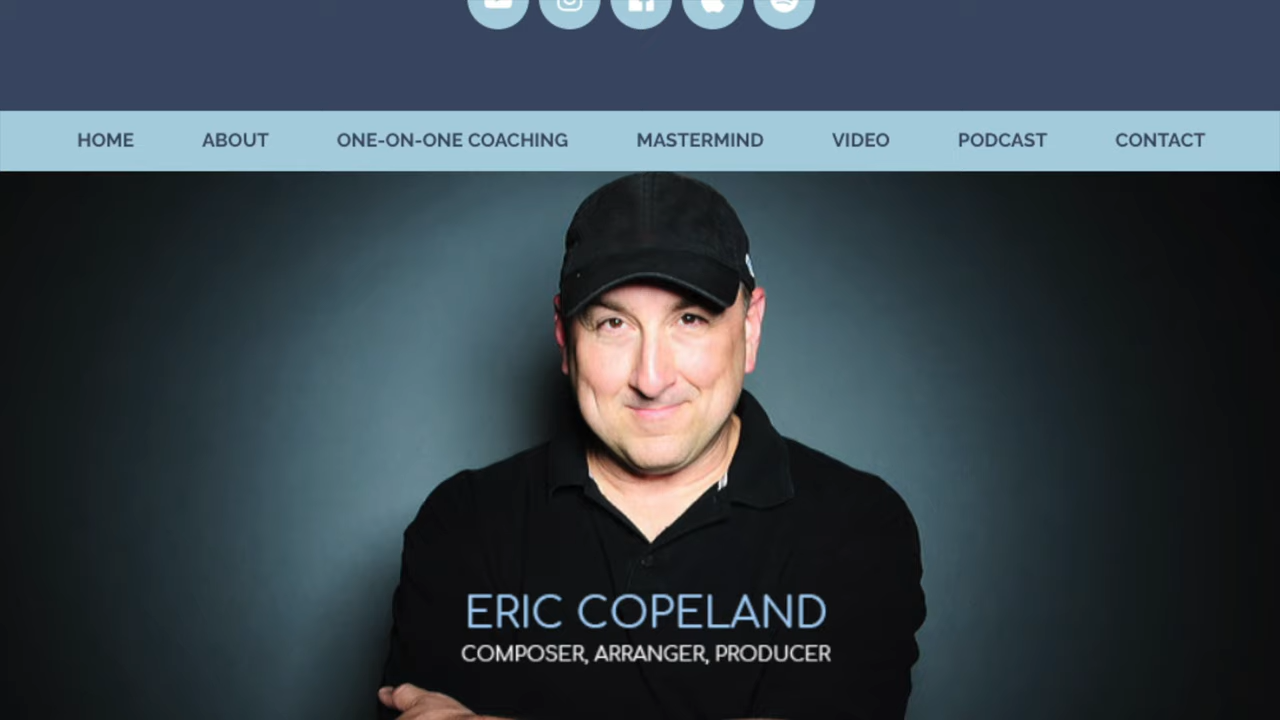 HOME ABOUT ONE-ON-ONE COACHING MASTERMIND VIDEO PODCAST CONTACT
ERIC COPELAND
COMPOSER, ARRANGER, PRODUCER